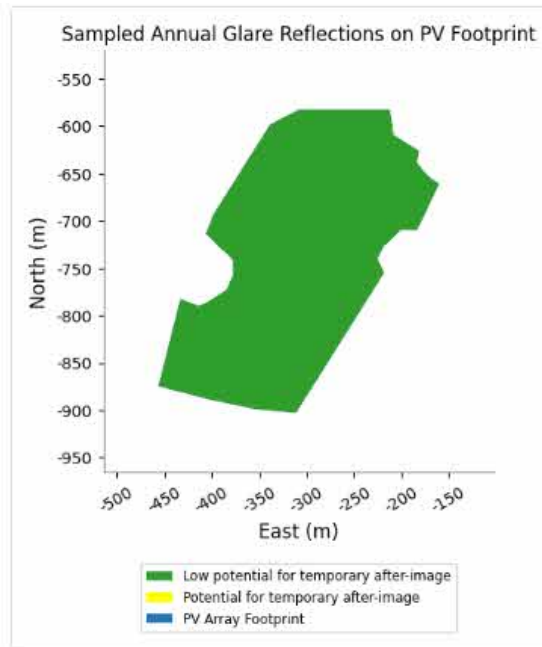 Sampled Annual Glare Reflections on PV Footprint
-550
-600
-650
-700
-750
-800
-850
-900
-950
North (m)
-500
-450
-400
-350
-300
-250
-200
-150
East (m)
Low potential for temporary after-image
Potential for temporary after-image
PV Array Footprint